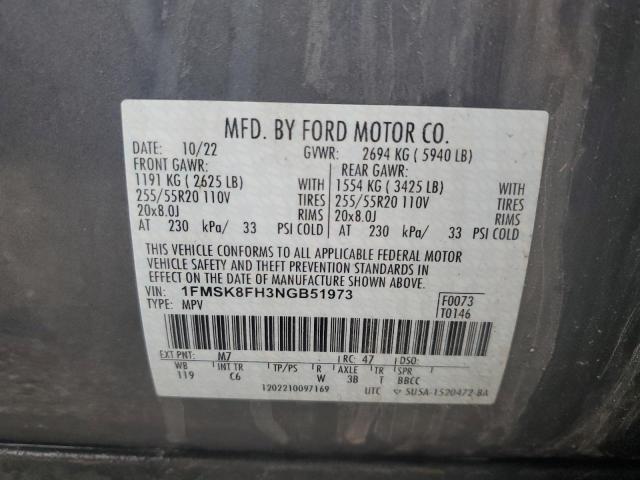 MFD. BY FORD MOTOR CO.
DATE: 10/22 GVWR: 2694 KG ( 5940 LB)
FRONT GAWR: REAR GAWR:
1191 KG ( 2625 LB) WITH 1554 KG ( 3425 LB) WITH
255/55R20 110V TIRES 255/55R20 110V TIRES
20x8.0J RIMS 20x8.0J RIMS
AT 230 kPa/ 33 PSI COLD AT 230 kPa/ 33 PSI COLD
THIS VEHICLE CONFORMS TO ALL APPLICABLE FEDERAL MOTOR
VEHICLE SAFETY AND THEFT PREVENTION STANDARDS IN
EFFECT ON THE DATE OF MANUFACTURE SHOWN ABOVE.
VIN: 1FMSK8FH3NGB51973 F0073
TYPE: MPV T0146
EXT PNT: M7 RC: 47 DSO:
WB INT TR TP/PS R AXLE TR SPR
119 C6 W 3B T BBCC
1202210097169 UTC 5U5A-1520472-BA